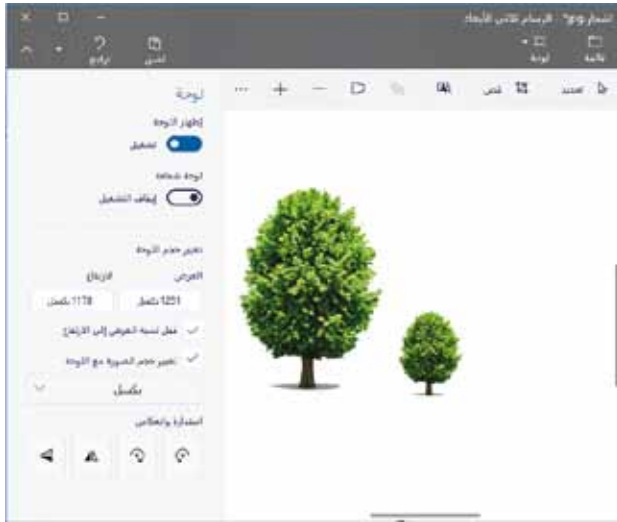 أشجار.jpg* الرسام ثلاثي الأبعاد
قائمة
لوحة
لصق
تراجع
تحديد
قص
لوحة
إظهار اللوحة
تشغيل
لوحة شفافة
إيقاف التشغيل
تغيير حجم اللوحة
العرض الارتفاع
1251 بكسل 1178 بكسل
قفل نسبة العرض إلى الارتفاع
تغيير حجم الصورة مع اللوحة
بكسل
استدارة وانعكاس